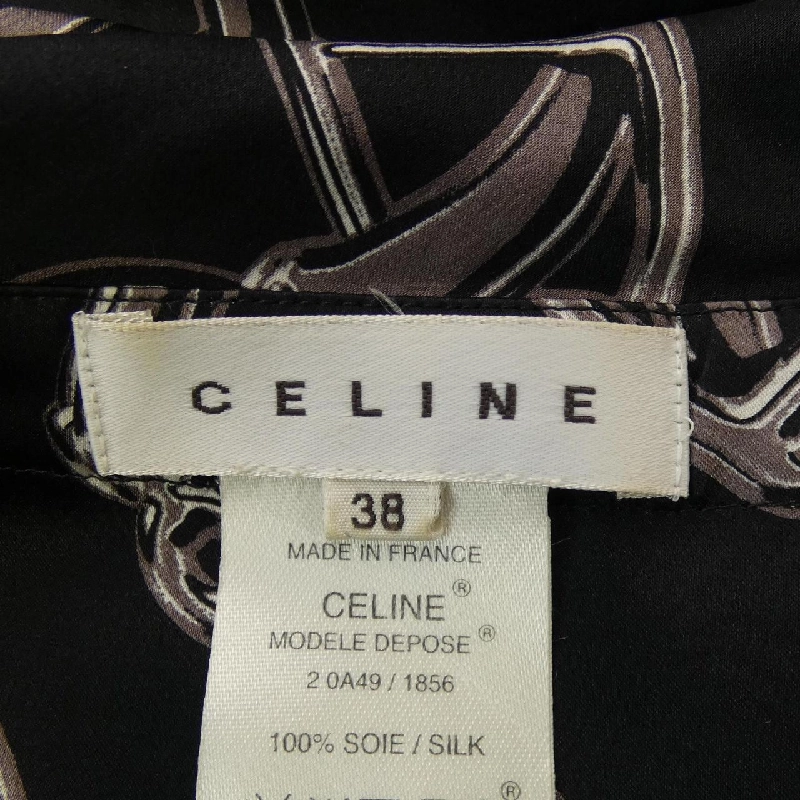 CELINE
38
MADE IN FRANCE
CELINE®
MODELE DEPOSE®
2 0A49 / 1856
100% SOIE / SILK
®